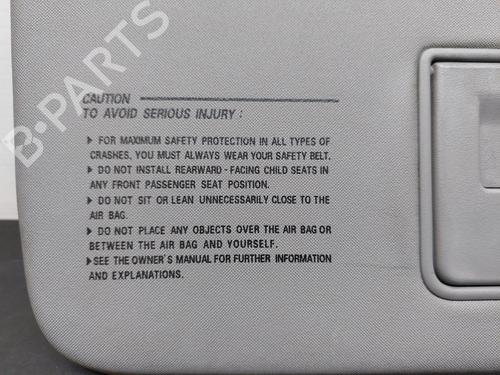 B-PARTS
CAUTION
TO AVOID SERIOUS INJURY :
▶ FOR MAXIMUM SAFETY PROTECTION IN ALL TYPES OF
CRASHES, YOU MUST ALWAYS WEAR YOUR SAFETY BELT.
▶ DO NOT INSTALL REARWARD - FACING CHILD SEATS IN
ANY FRONT PASSENGER SEAT POSITION.
▶ DO NOT SIT OR LEAN UNNECESSARILY CLOSE TO THE
AIR BAG.
▶ DO NOT PLACE ANY OBJECTS OVER THE AIR BAG OR
BETWEEN THE AIR BAG AND YOURSELF.
▶SEE THE OWNER'S MANUAL FOR FURTHER INFORMATION
AND EXPLANATIONS.